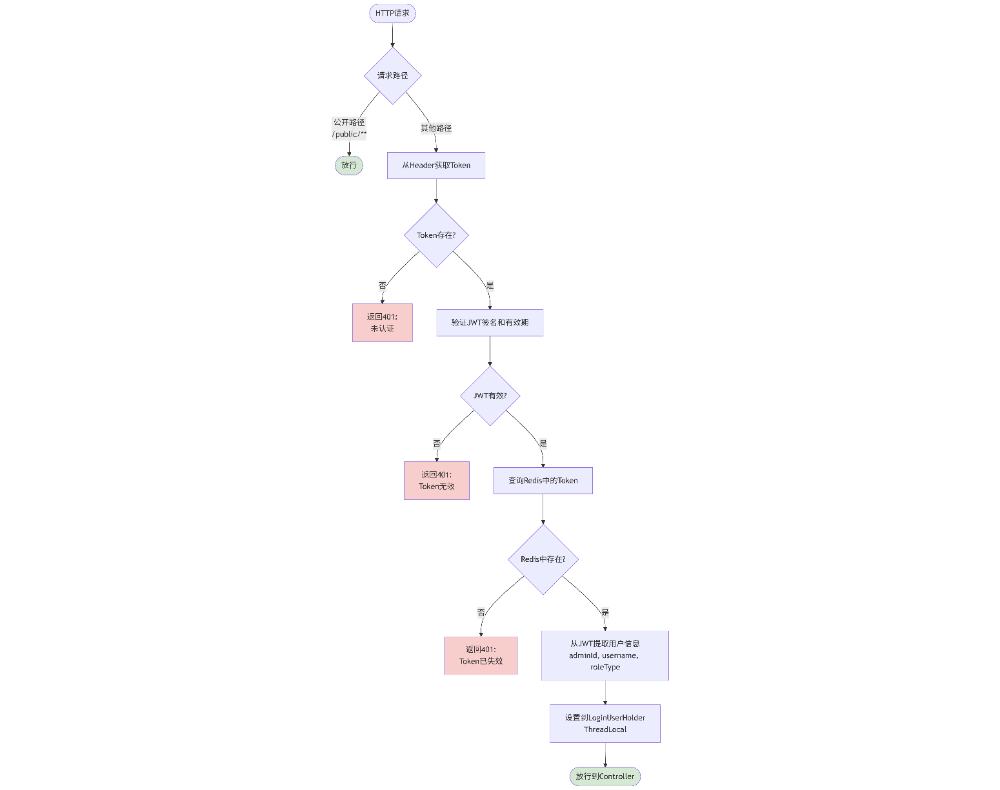 HTTP请求
请求路径
公开路径
/public/**
其他路径
放行
从Header获取Token
Token存在?
否
是
返回401:
未认证
验证JWT签名和有效期
JWT有效?
否
是
返回401:
Token无效
查询Redis中的Token
Redis中存在?
否
是
返回401:
Token已失效
从JWT提取用户信息
adminId, username,
roleType
设置到LoginUserHolder
ThreadLocal
放行到Controller